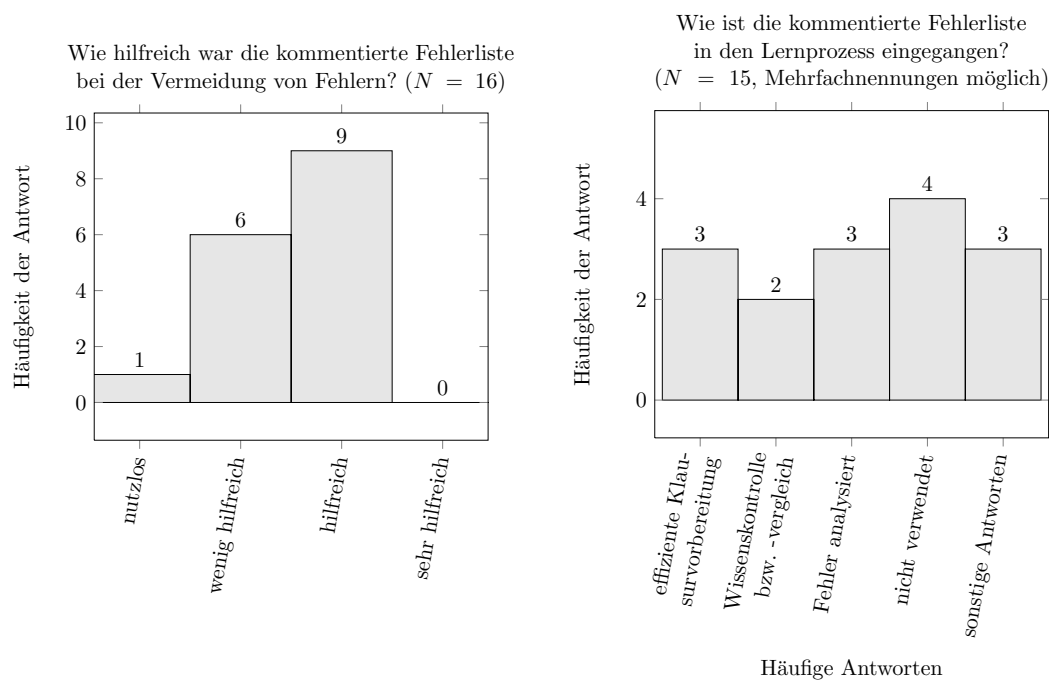 Wie hilfreich war die kommentierte Fehlerliste
bei der Vermeidung von Fehlern? (N = 16)
Häufigkeit der Antwort
10
8
6
4
2
0
1
6
9
0
nutzlos
wenig hilfreich
hilfreich
sehr hilfreich
Wie ist die kommentierte Fehlerliste
in den Lernprozess eingegangen?
(N = 15, Mehrfachnennungen möglich)
Häufigkeit der Antwort
4
2
0
3
2
3
4
3
effiziente Klau-
survorbereitung
Wissenskontrolle
bzw. -vergleich
Fehler analysiert
nicht verwendet
sonstige Antworten
Häufige Antworten